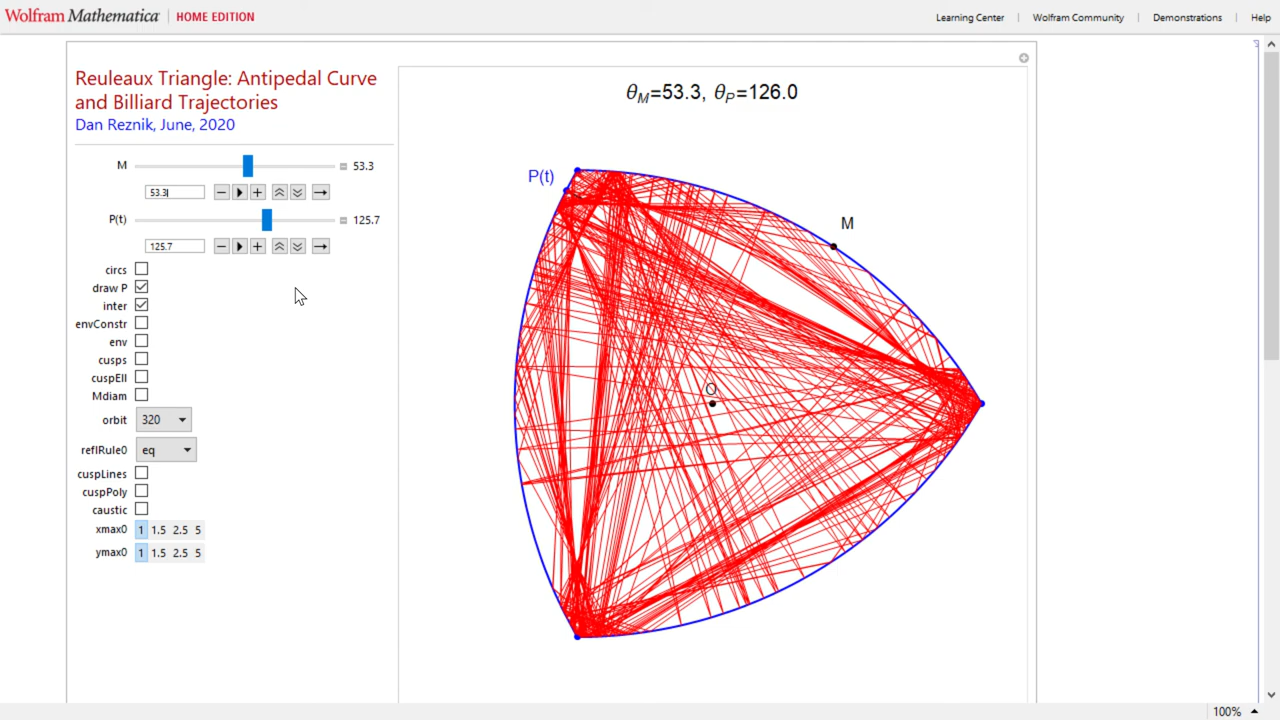 Wolfram Mathematica | HOME EDITION
Learning Center | Wolfram Community | Demonstrations | Help
Reuleaux Triangle: Antipedal Curve
and Billiard Trajectories
Dan Reznik, June, 2020
M 53.3
53.3
P(t) 125.7
125.7
circs
draw P
inter
envConstr
env
cusps
cuspEll
Mdiam
orbit 320
reflRule0 eq
cuspLines
cuspPoly
caustic
xmax0 1 1.5 2.5 5
ymax0 1 1.5 2.5 5
θM=53.3, θP=126.0
P(t)
M
O
100%